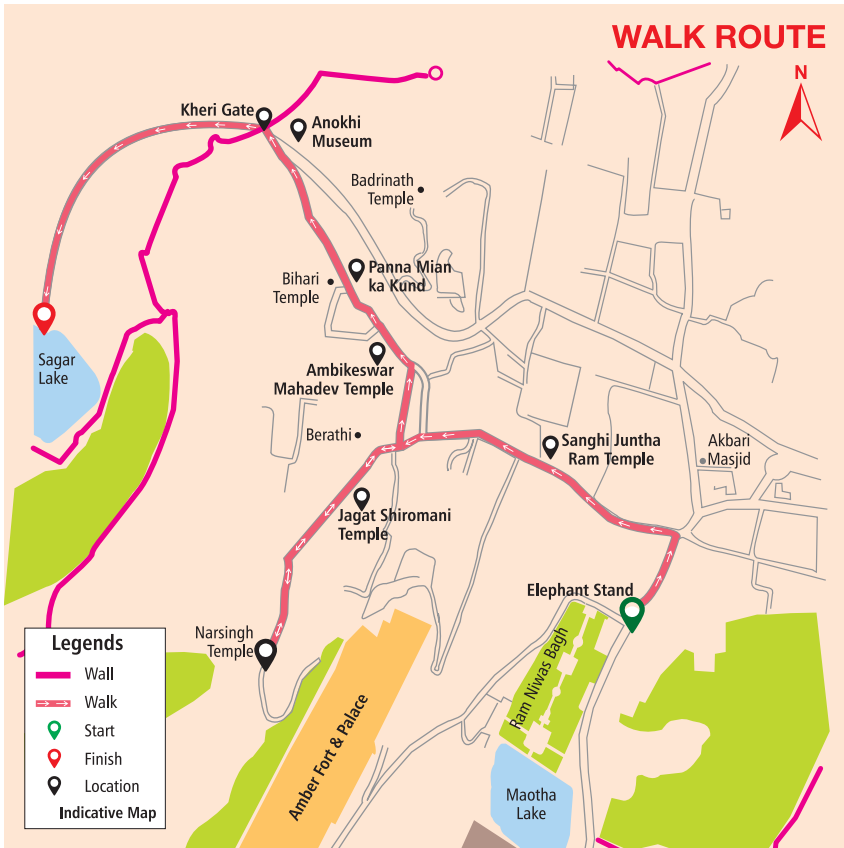 WALK ROUTE
N
Kheri Gate
Anokhi
Museum
Badrinath
Temple
Panna Mian
ka Kund
Bihari
Temple
Sagar
Lake
Ambikeswar
Mahadev Temple
Berathi
Sanghi Juntha
Ram Temple
Akbari
Masjid
Jagat Shiromani
Temple
Elephant Stand
Narsingh
Temple
Ram Niwas Bagh
Amber Fort & Palace
Maotha
Lake
Legends
Wall
Walk
Start
Finish
Location
Indicative Map